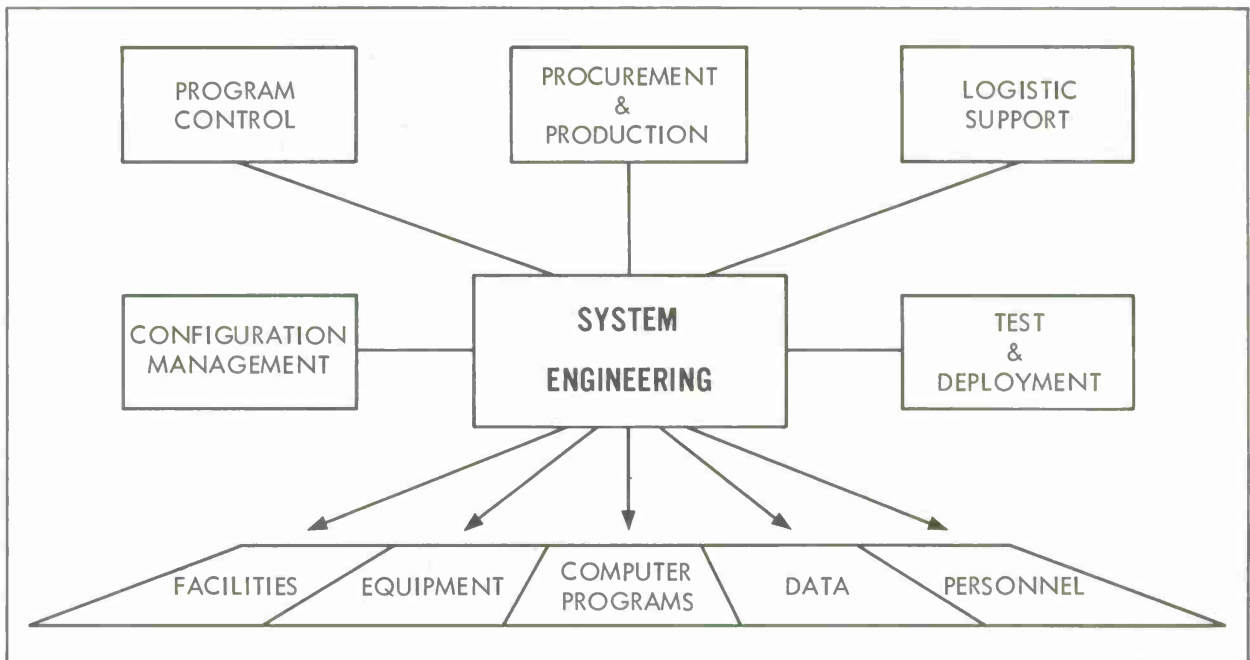 PROGRAM
CONTROL
PROCUREMENT
&
PRODUCTION
LOGISTIC
SUPPORT
CONFIGURATION
MANAGEMENT
SYSTEM
ENGINEERING
TEST
&
DEPLOYMENT
FACILITIES
EQUIPMENT
COMPUTER
PROGRAMS
DATA
PERSONNEL